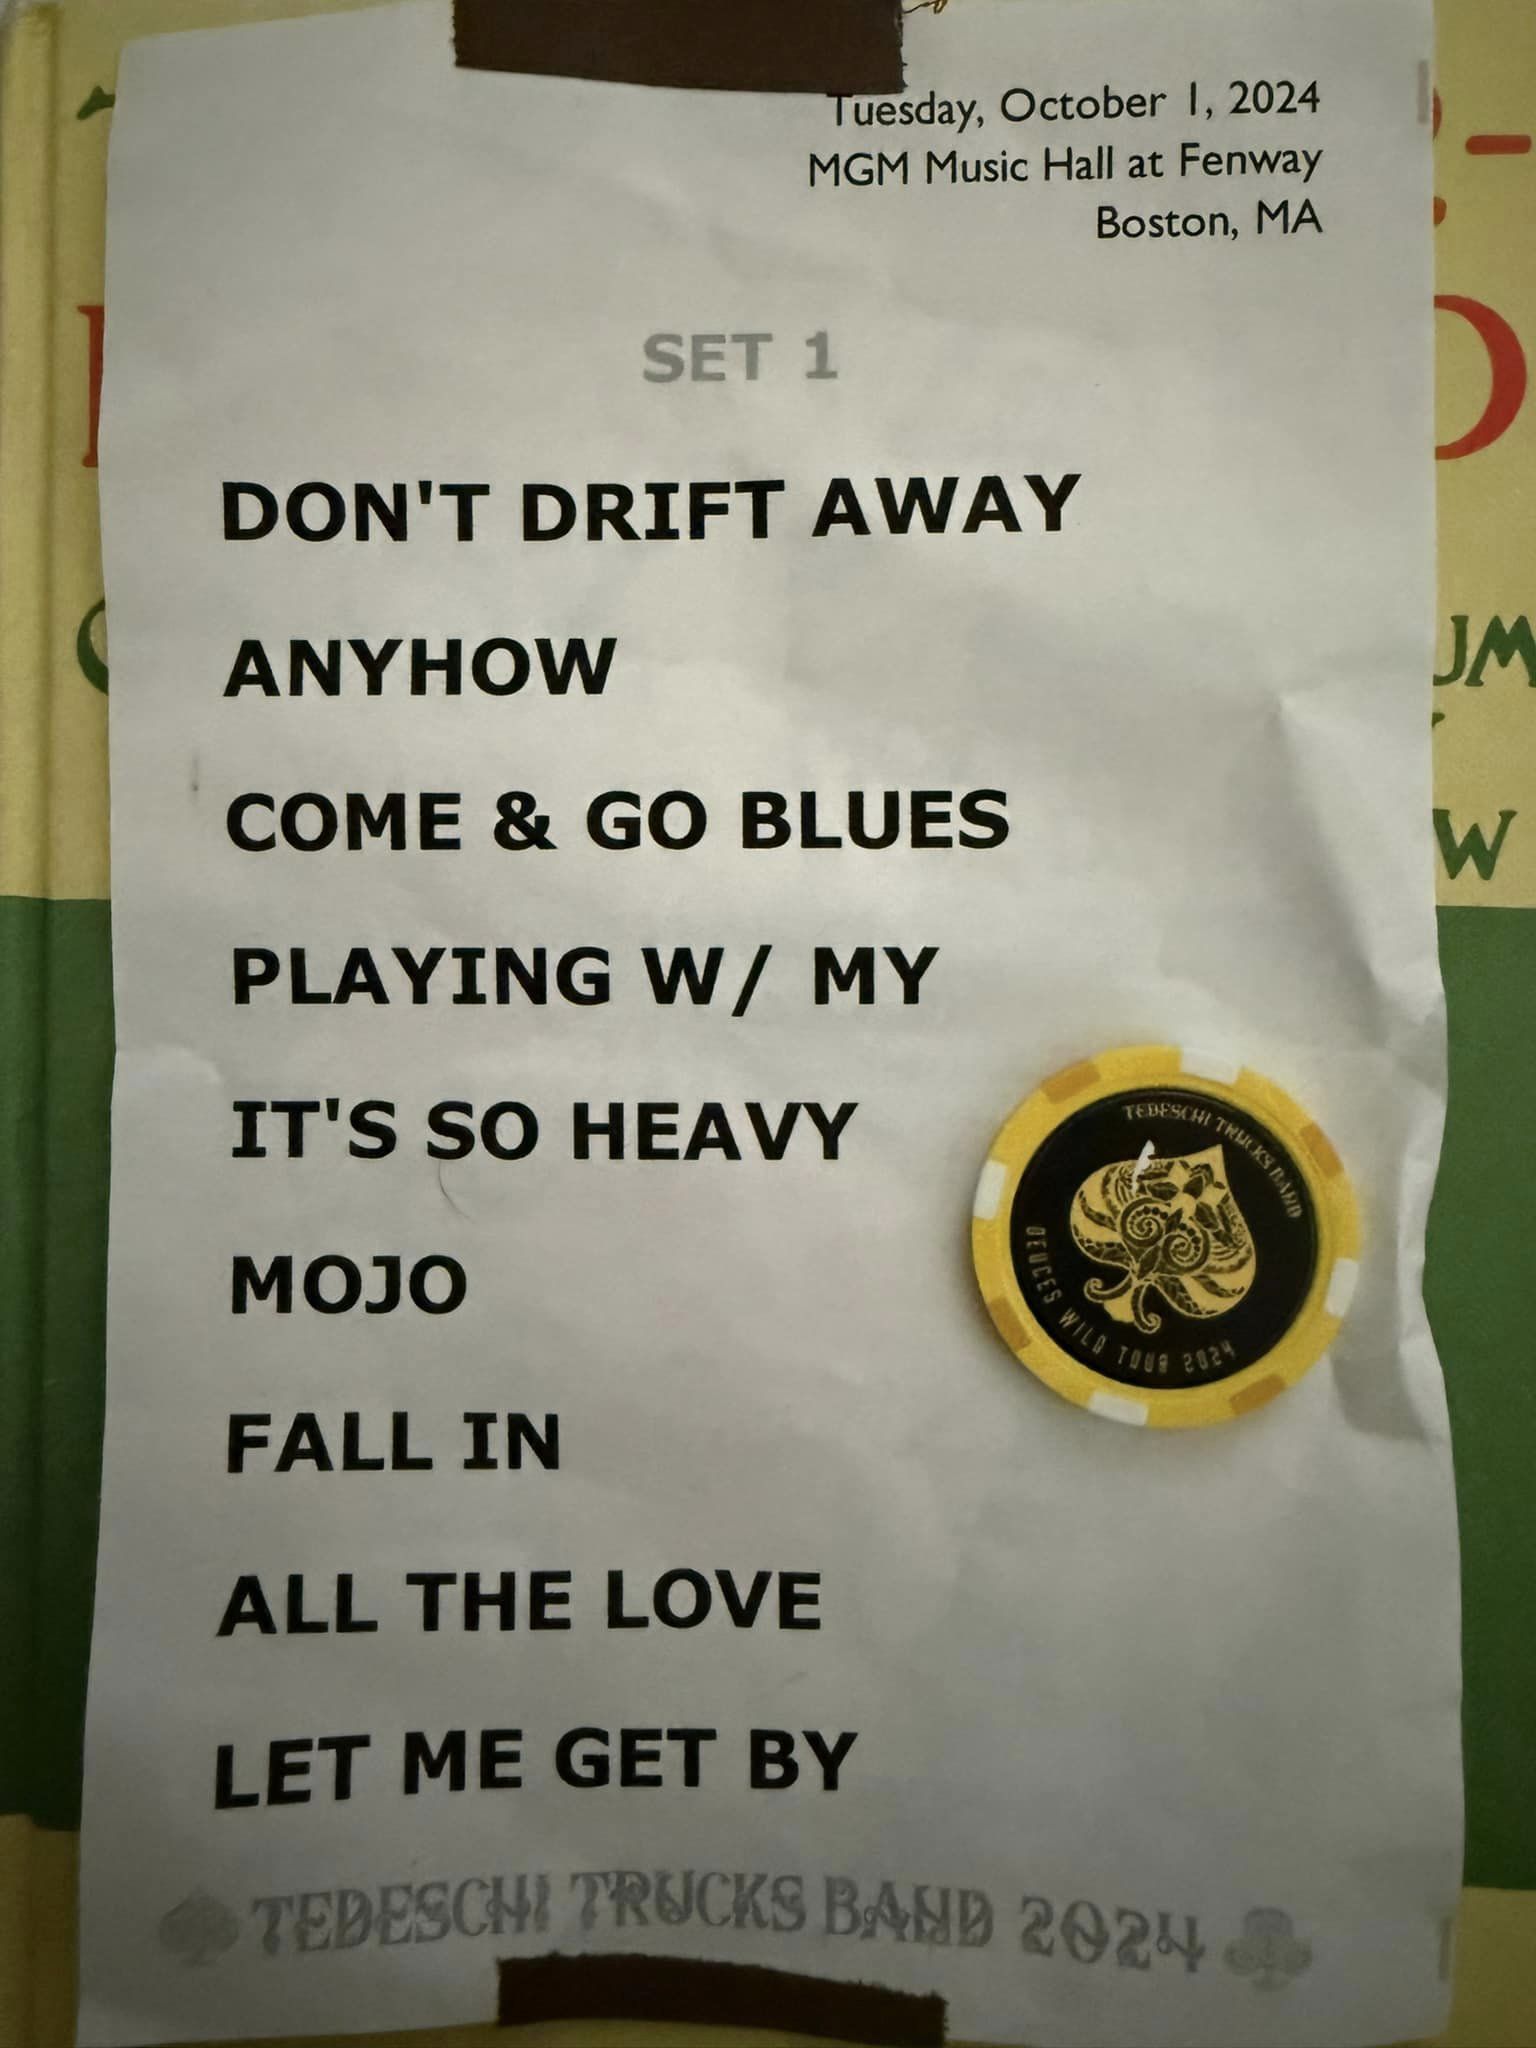 Tuesday, October 1, 2024
MGM Music Hall at Fenway
Boston, MA
SET 1
DON'T DRIFT AWAY
ANYHOW
COME & GO BLUES
PLAYING W/ MY
IT'S SO HEAVY
MOJO
FALL IN
ALL THE LOVE
LET ME GET BY
TEDESCHI TRUCKS BAND 2024
TEDESCHI TRUCKS BAND
DEUCES WILD TOUR 2024